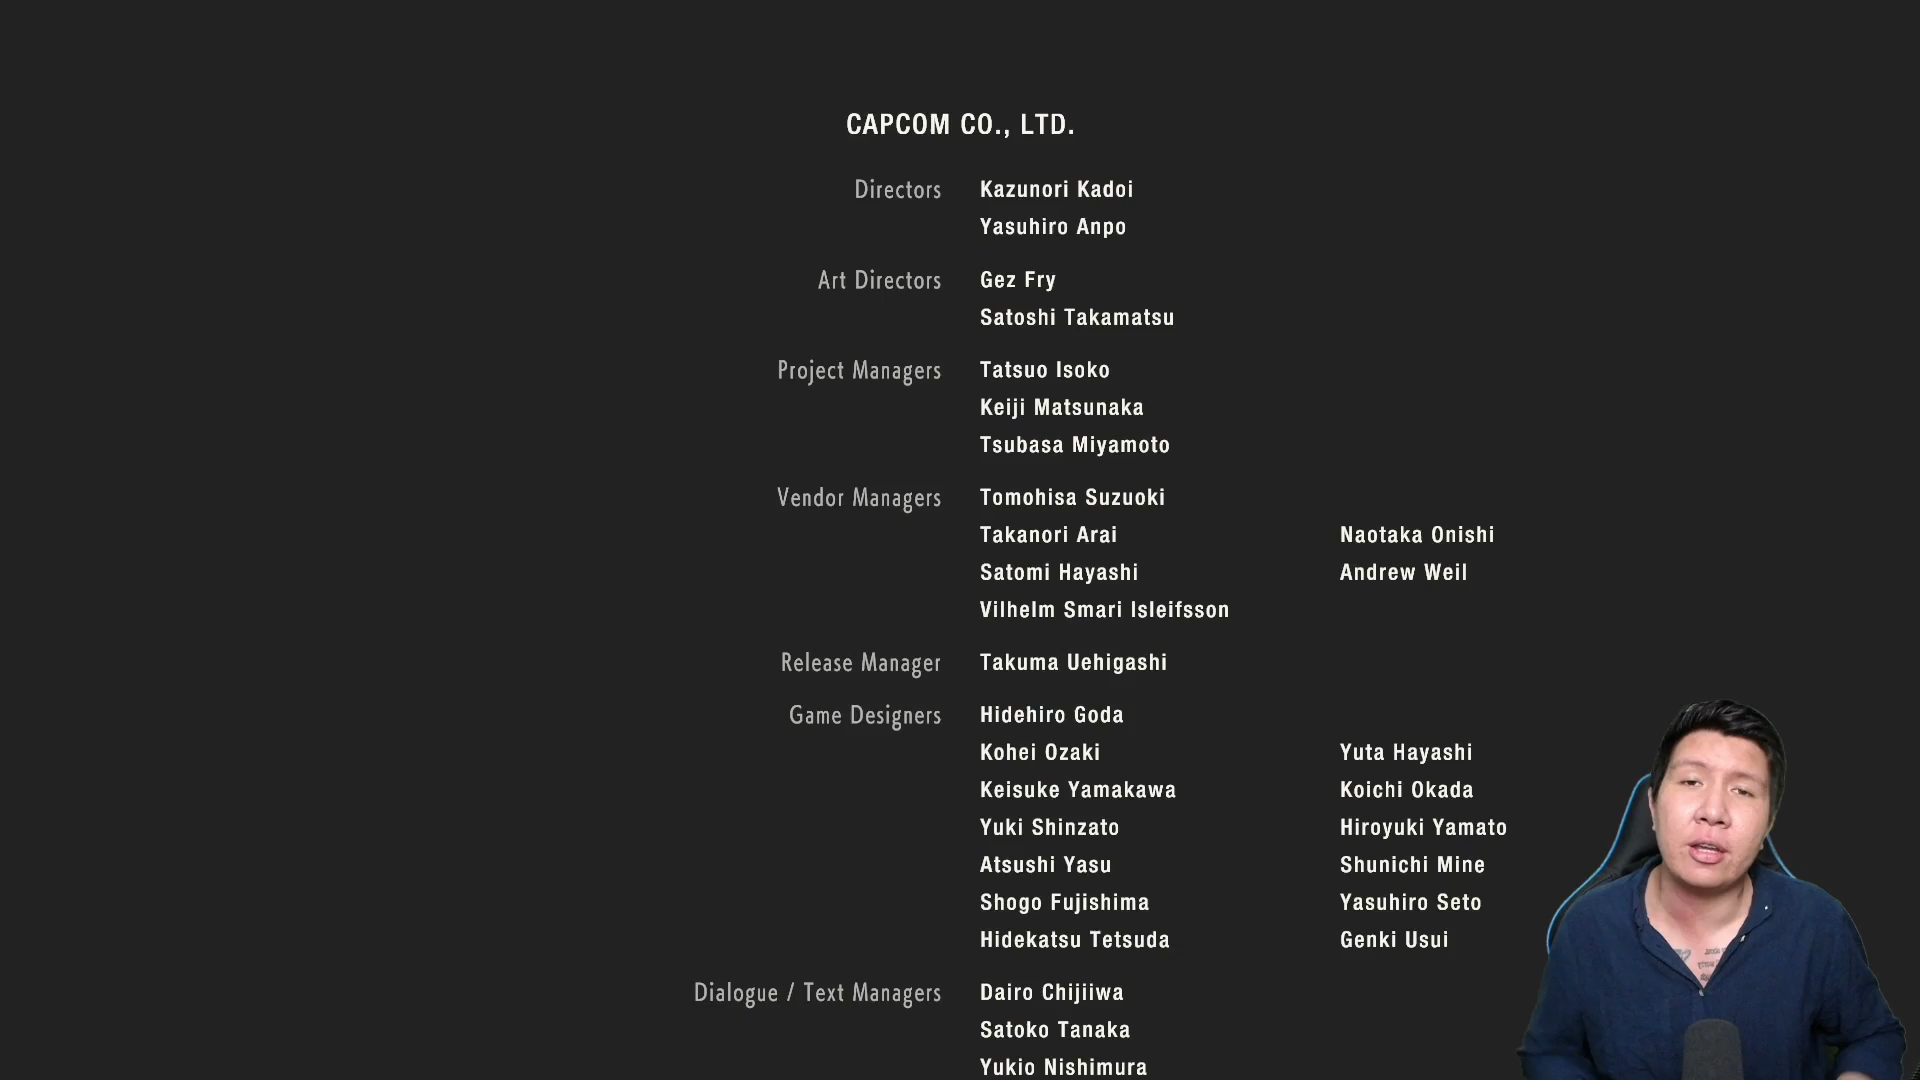 CAPCOM CO., LTD.
Directors Kazunori Kadoi
Yasuhiro Anpo
Art Directors Gez Fry
Satoshi Takamatsu
Project Managers Tatsuo Isoko
Keiji Matsunaka
Tsubasa Miyamoto
Vendor Managers Tomohisa Suzuoki
Takanori Arai Naotaka Onishi
Satomi Hayashi Andrew Weil
Vilhelm Smari Isleifsson
Release Manager Takuma Uehigashi
Game Designers Hidehiro Goda
Kohei Ozaki Yuta Hayashi
Keisuke Yamakawa Koichi Okada
Yuki Shinzato Hiroyuki Yamato
Atsushi Yasu Shunichi Mine
Shogo Fujishima Yasuhiro Seto
Hidekatsu Tetsuda Genki Usui
Dialogue / Text Managers Dairo Chijiiwa
Satoko Tanaka
Yukio Nishimura